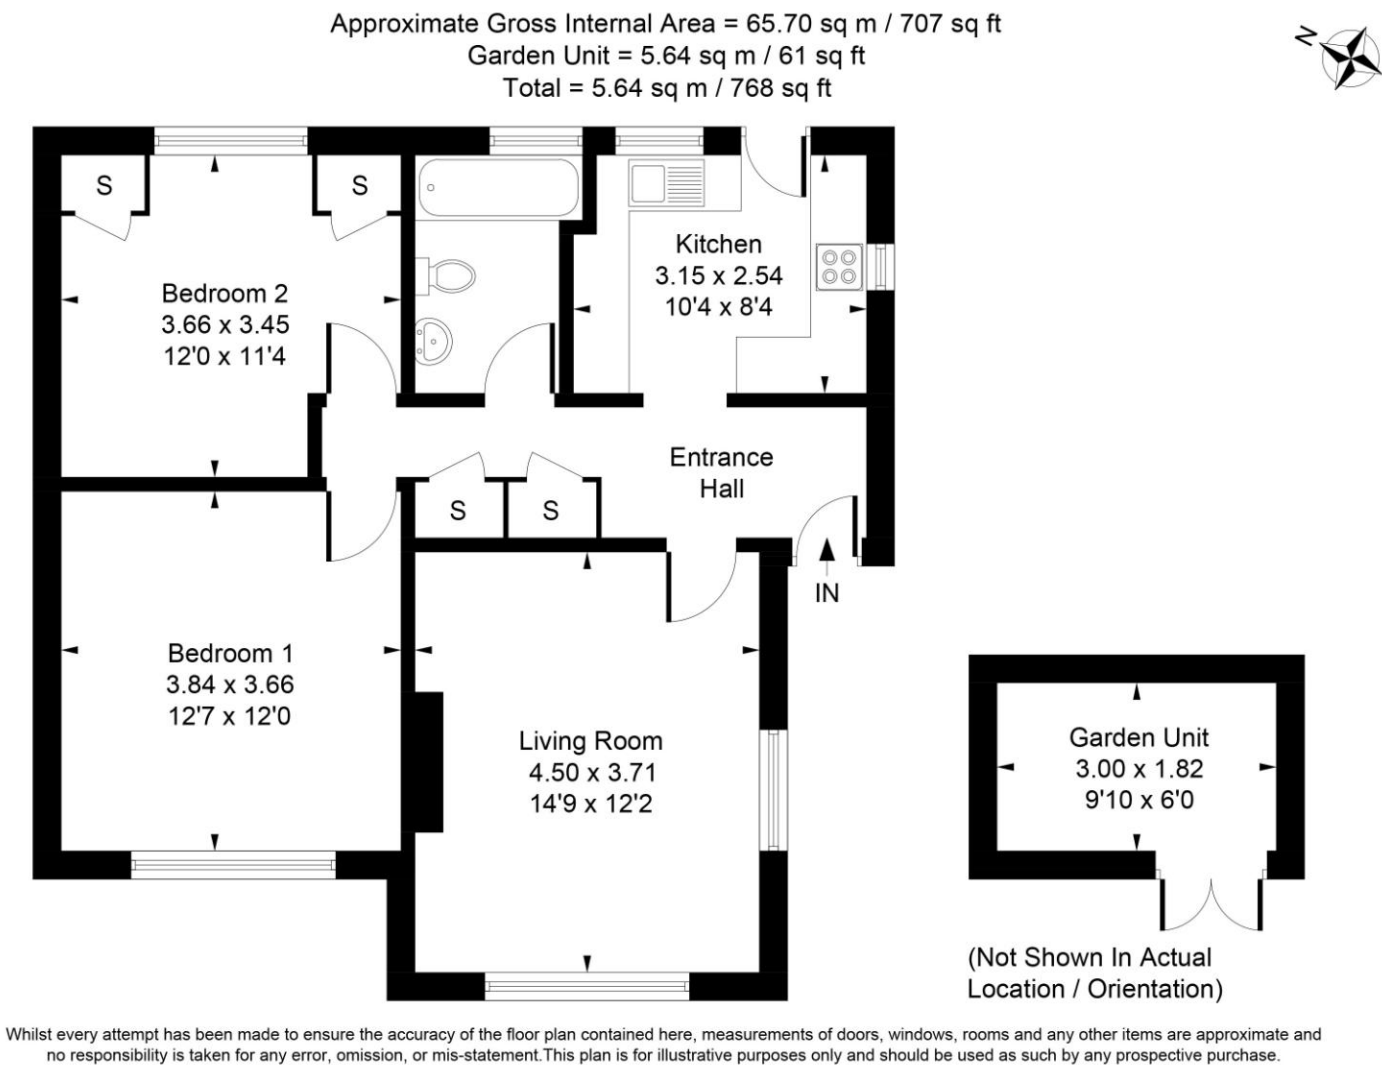 Approximate Gross Internal Area = 65.70 sq m / 707 sq ft
Garden Unit = 5.64 sq m / 61 sq ft
Total = 5.64 sq m / 768 sq ft
N
S
S
Bedroom 2
3.66 x 3.45
12'0 x 11'4
Kitchen
3.15 x 2.54
10'4 x 8'4
Entrance
Hall
S
S
IN
Bedroom 1
3.84 x 3.66
12'7 x 12'0
Living Room
4.50 x 3.71
14'9 x 12'2
Garden Unit
3.00 x 1.82
9'10 x 6'0
(Not Shown In Actual
Location / Orientation)
Whilst every attempt has been made to ensure the accuracy of the floor plan contained here, measurements of doors, windows, rooms and any other items are approximate and
no responsibility is taken for any error, omission, or mis-statement.This plan is for illustrative purposes only and should be used as such by any prospective purchase.